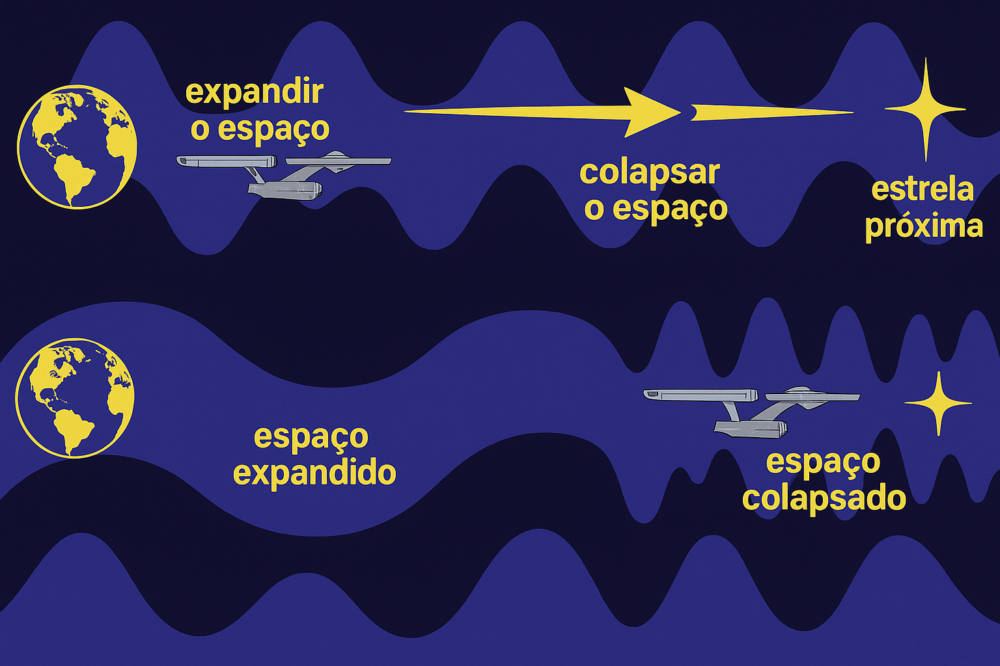 expandir
o espaço
colapsar
o espaço
estrela
próxima
espaço
expandido
espaço
colapsado